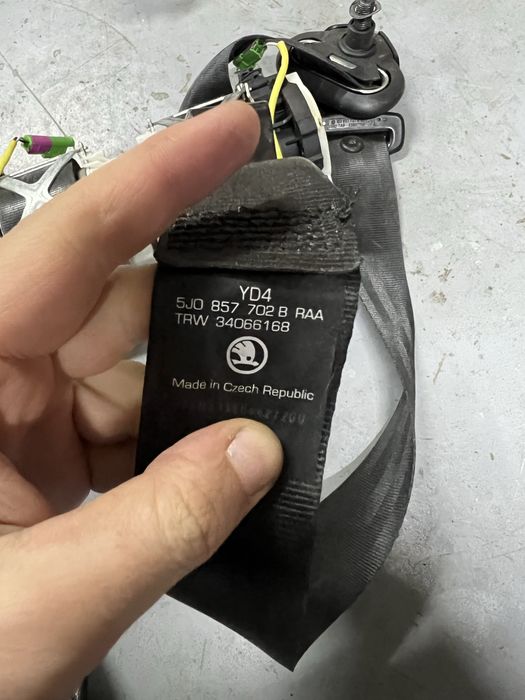 YD4
5J0 857 702 B RAA
TRW 34066168
Made in Czech Republic